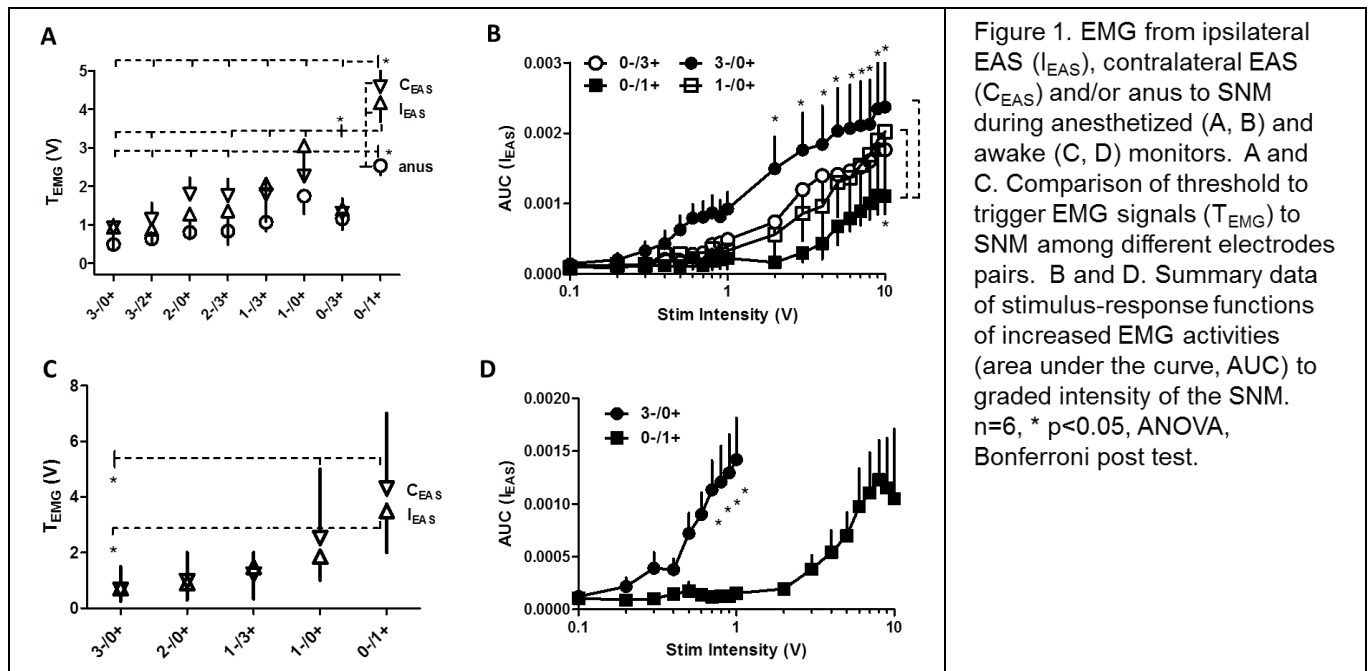 A
T_EMG (V)
5
4
3
2
1
0
*
C_EAS
I_EAS
*
*
anus
3-/0+
3-/2+
2-/0+
2-/3+
1-/3+
1-/0+
0-/3+
0-/1+
B
0-/3+ 3-/0+
0-/1+ 1-/0+
AUC (I_EAS)
0.003
0.002
0.001
0.000
* * * * * * * * *
*
0.1 1 10
Stim Intensity (V)
C
T_EMG (V)
8
6
4
2
0
*
*
C_EAS
I_EAS
3-/0+
2-/0+
1-/3+
1-/0+
0-/1+
D
3-/0+
0-/1+
AUC (I_EAS)
0.0020
0.0015
0.0010
0.0005
0.0000
* * * *
0.1 1 10
Stim Intensity (V)
Figure 1. EMG from ipsilateral
EAS (I_EAS), contralateral EAS
(C_EAS) and/or anus to SNM
during anesthetized (A, B) and
awake (C, D) monitors. A and
C. Comparison of threshold to
trigger EMG signals (T_EMG) to
SNM among different electrodes
pairs. B and D. Summary data
of stimulus-response functions
of increased EMG activities
(area under the curve, AUC) to
graded intensity of the SNM.
n=6, * p<0.05, ANOVA,
Bonferroni post test.